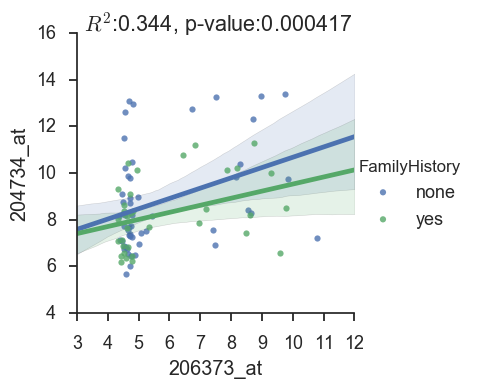 R²:0.344, p-value:0.000417
16
14
12
10
8
6
4
204734_at
3 4 5 6 7 8 9 10 11 12
206373_at
FamilyHistory
none
yes